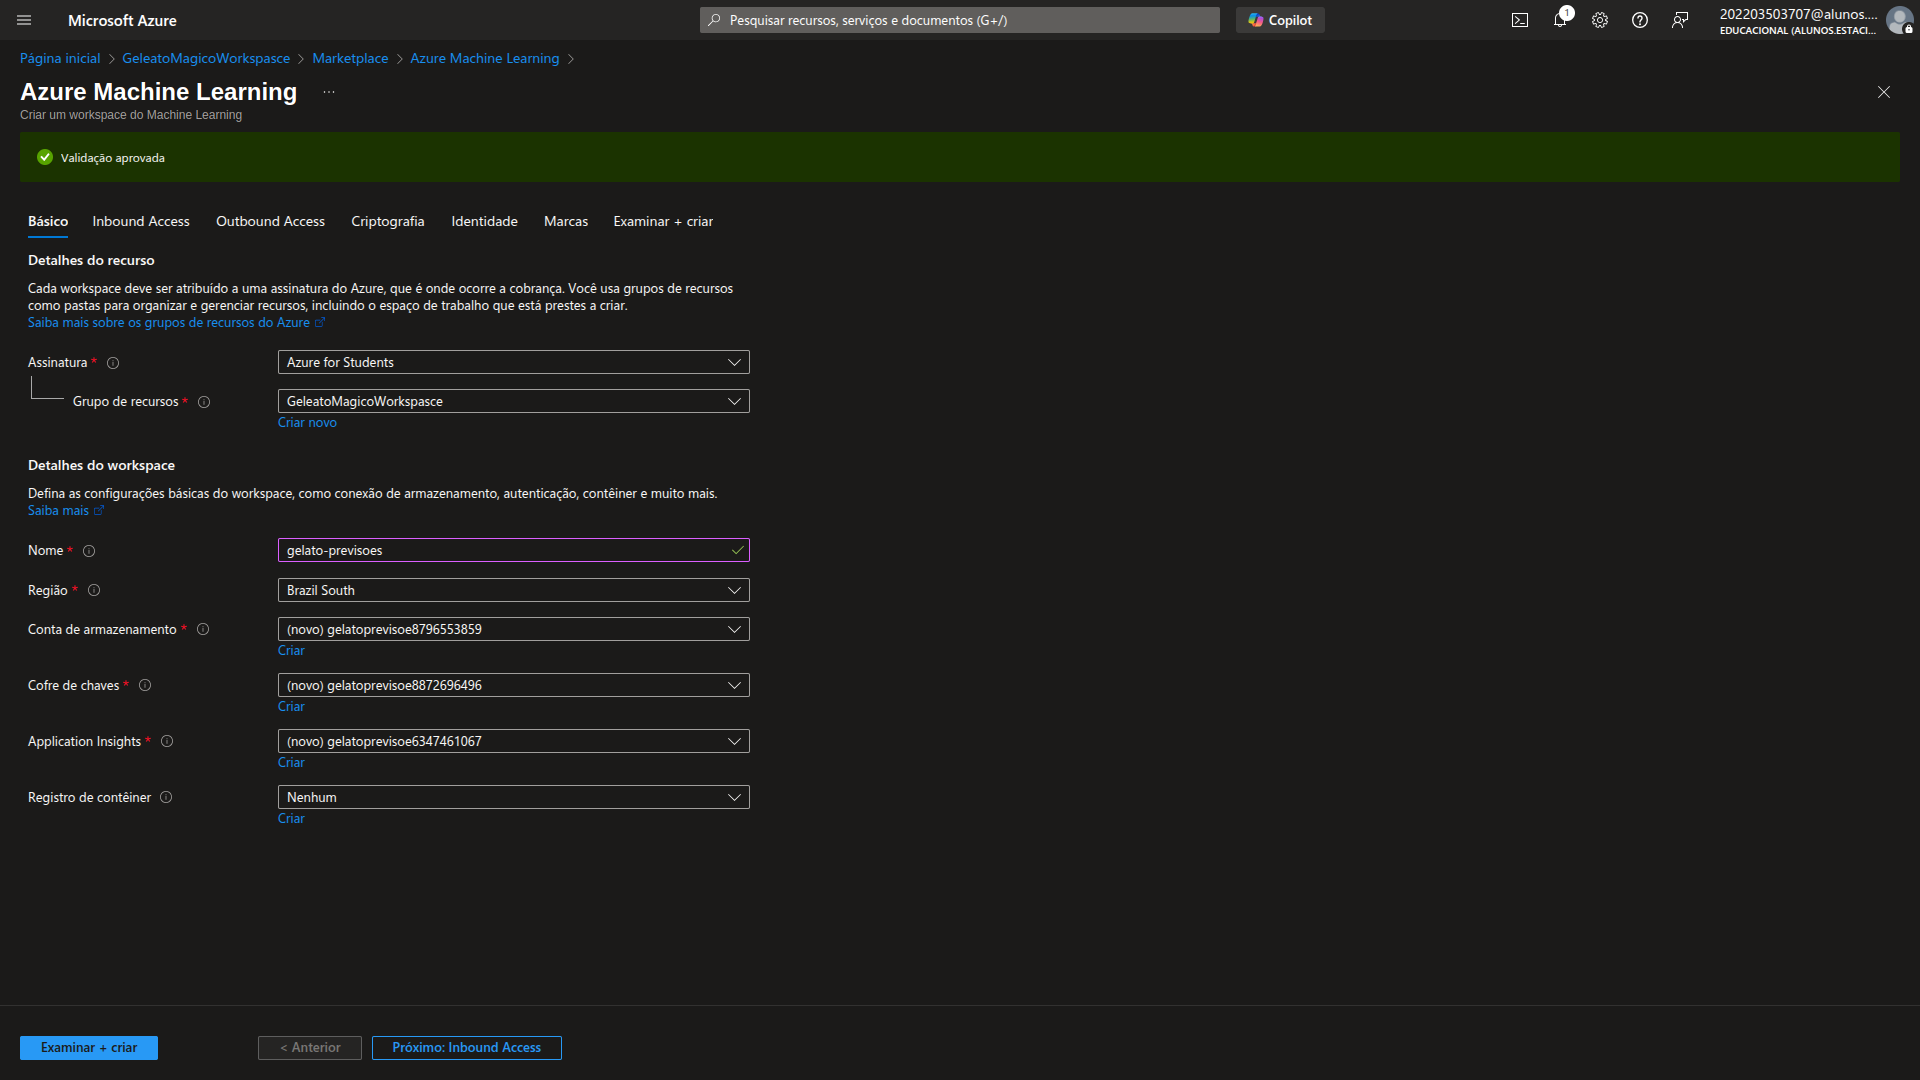 Microsoft Azure
Pesquisar recursos, serviços e documentos (G+/)
Copilot
1
202203503707@alunos....
EDUCACIONAL (ALUNOS.ESTACI...
Página inicial > GeleatoMagicoWorkspasce > Marketplace > Azure Machine Learning >
Azure Machine Learning ...
Criar um workspace do Machine Learning
Validação aprovada
Básico Inbound Access Outbound Access Criptografia Identidade Marcas Examinar + criar
Detalhes do recurso
Cada workspace deve ser atribuído a uma assinatura do Azure, que é onde ocorre a cobrança. Você usa grupos de recursos
como pastas para organizar e gerenciar recursos, incluindo o espaço de trabalho que está prestes a criar.
Saiba mais sobre os grupos de recursos do Azure
Assinatura * Azure for Students
Grupo de recursos * GeleatoMagicoWorkspasce
Criar novo
Detalhes do workspace
Defina as configurações básicas do workspace, como conexão de armazenamento, autenticação, contêiner e muito mais.
Saiba mais
Nome * gelato-previsoes
Região * Brazil South
Conta de armazenamento * (novo) gelatoprevisoe8796553859
Criar
Cofre de chaves * (novo) gelatoprevisoe8872696496
Criar
Application Insights * (novo) gelatoprevisoe6347461067
Criar
Registro de contêiner Nenhum
Criar
Examinar + criar < Anterior Próximo: Inbound Access